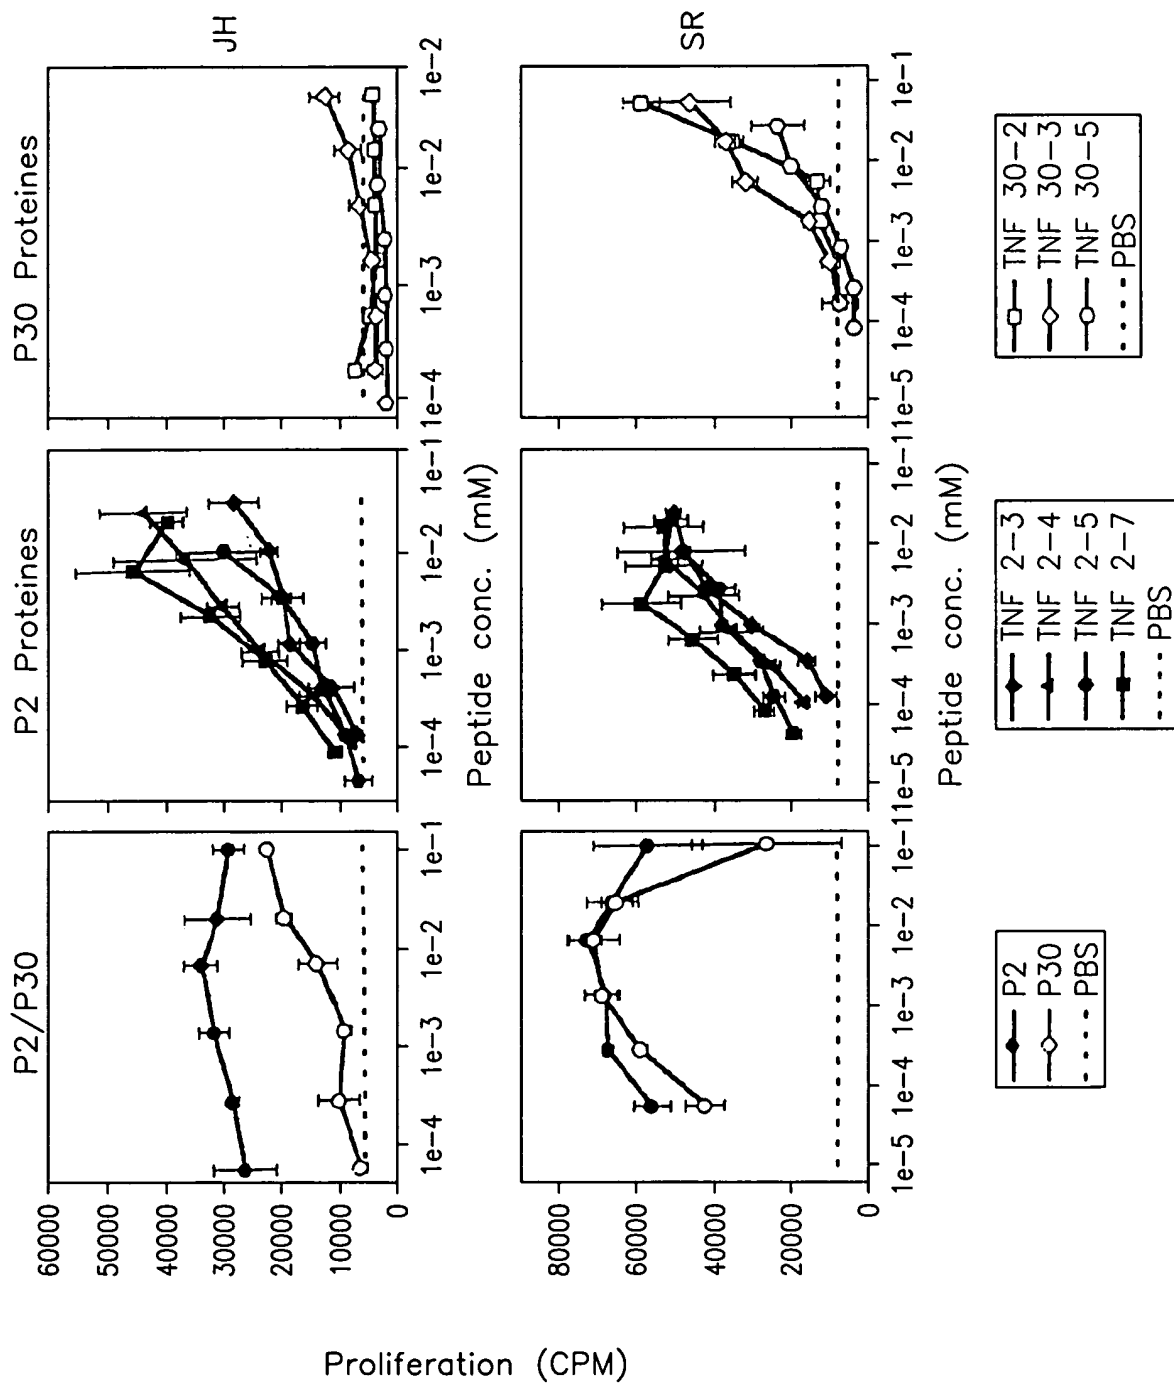 P2/P30
P2 Proteines
P30 Proteines
Proliferation (CPM)
60000
50000
40000
30000
20000
10000
0
1e-4 1e-3 1e-2 1e-1
1e-4 1e-3 1e-2 1e-1
1e-4 1e-3 1e-2 1e-2
JH
Peptide conc. (mM)
80000
60000
40000
20000
0
1e-5 1e-4 1e-3 1e-2 1e-1
1e-5 1e-4 1e-3 1e-2 1e-1
1e-5 1e-4 1e-3 1e-2 1e-1
SR
Peptide conc. (mM)
P2
P30
PBS
TNF 2-3
TNF 2-4
TNF 2-5
TNF 2-7
PBS
TNF 30-2
TNF 30-3
TNF 30-5
PBS